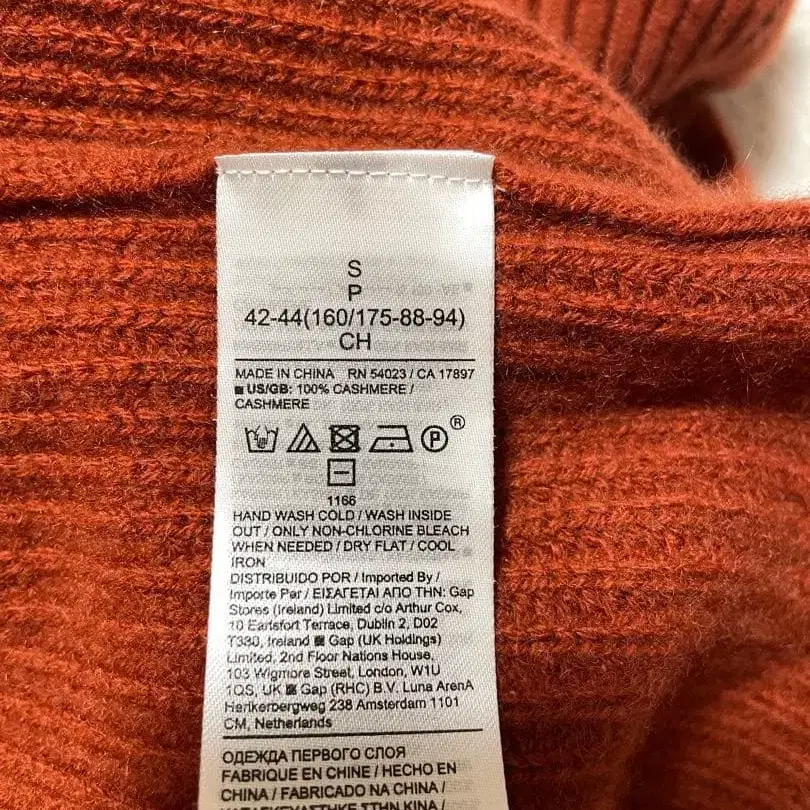 S
P
42-44(160/175-88-94)
CH
MADE IN CHINA RN 54023 / CA 17897
■ US/GB: 100% CASHMERE /
CASHMERE
P ®
1166
HAND WASH COLD / WASH INSIDE
OUT / ONLY NON-CHLORINE BLEACH
WHEN NEEDED / DRY FLAT / COOL
IRON
DISTRIBUIDO POR / Imported By /
Importe Par / ΕΙΣΑΓΕΤΑΙ ΑΠΟ ΤΗΝ: Gap
Stores (Ireland) Limited c/o Arthur Cox,
10 Earlsfort Terrace, Dublin 2, D02
T380, Ireland ■ Gap (UK Holdings)
Limited, 2nd Floor Nations House,
103 Wigmore Street, London, W1U
1QS, UK ■ Gap (RHC) B.V. Luna ArenA
Herikerbergweg 238 Amsterdam 1101
CM, Netherlands
ОДЕЖДА ПЕРВОГО СЛОЯ
FABRIQUE EN CHINE / HECHO EN
CHINA / FABRICADO NA CHINA /
ΚΑΤΑΣΚΕΥΑΣΤΗΚΕ ΣΤΗΝ ΚΙΝΑ /